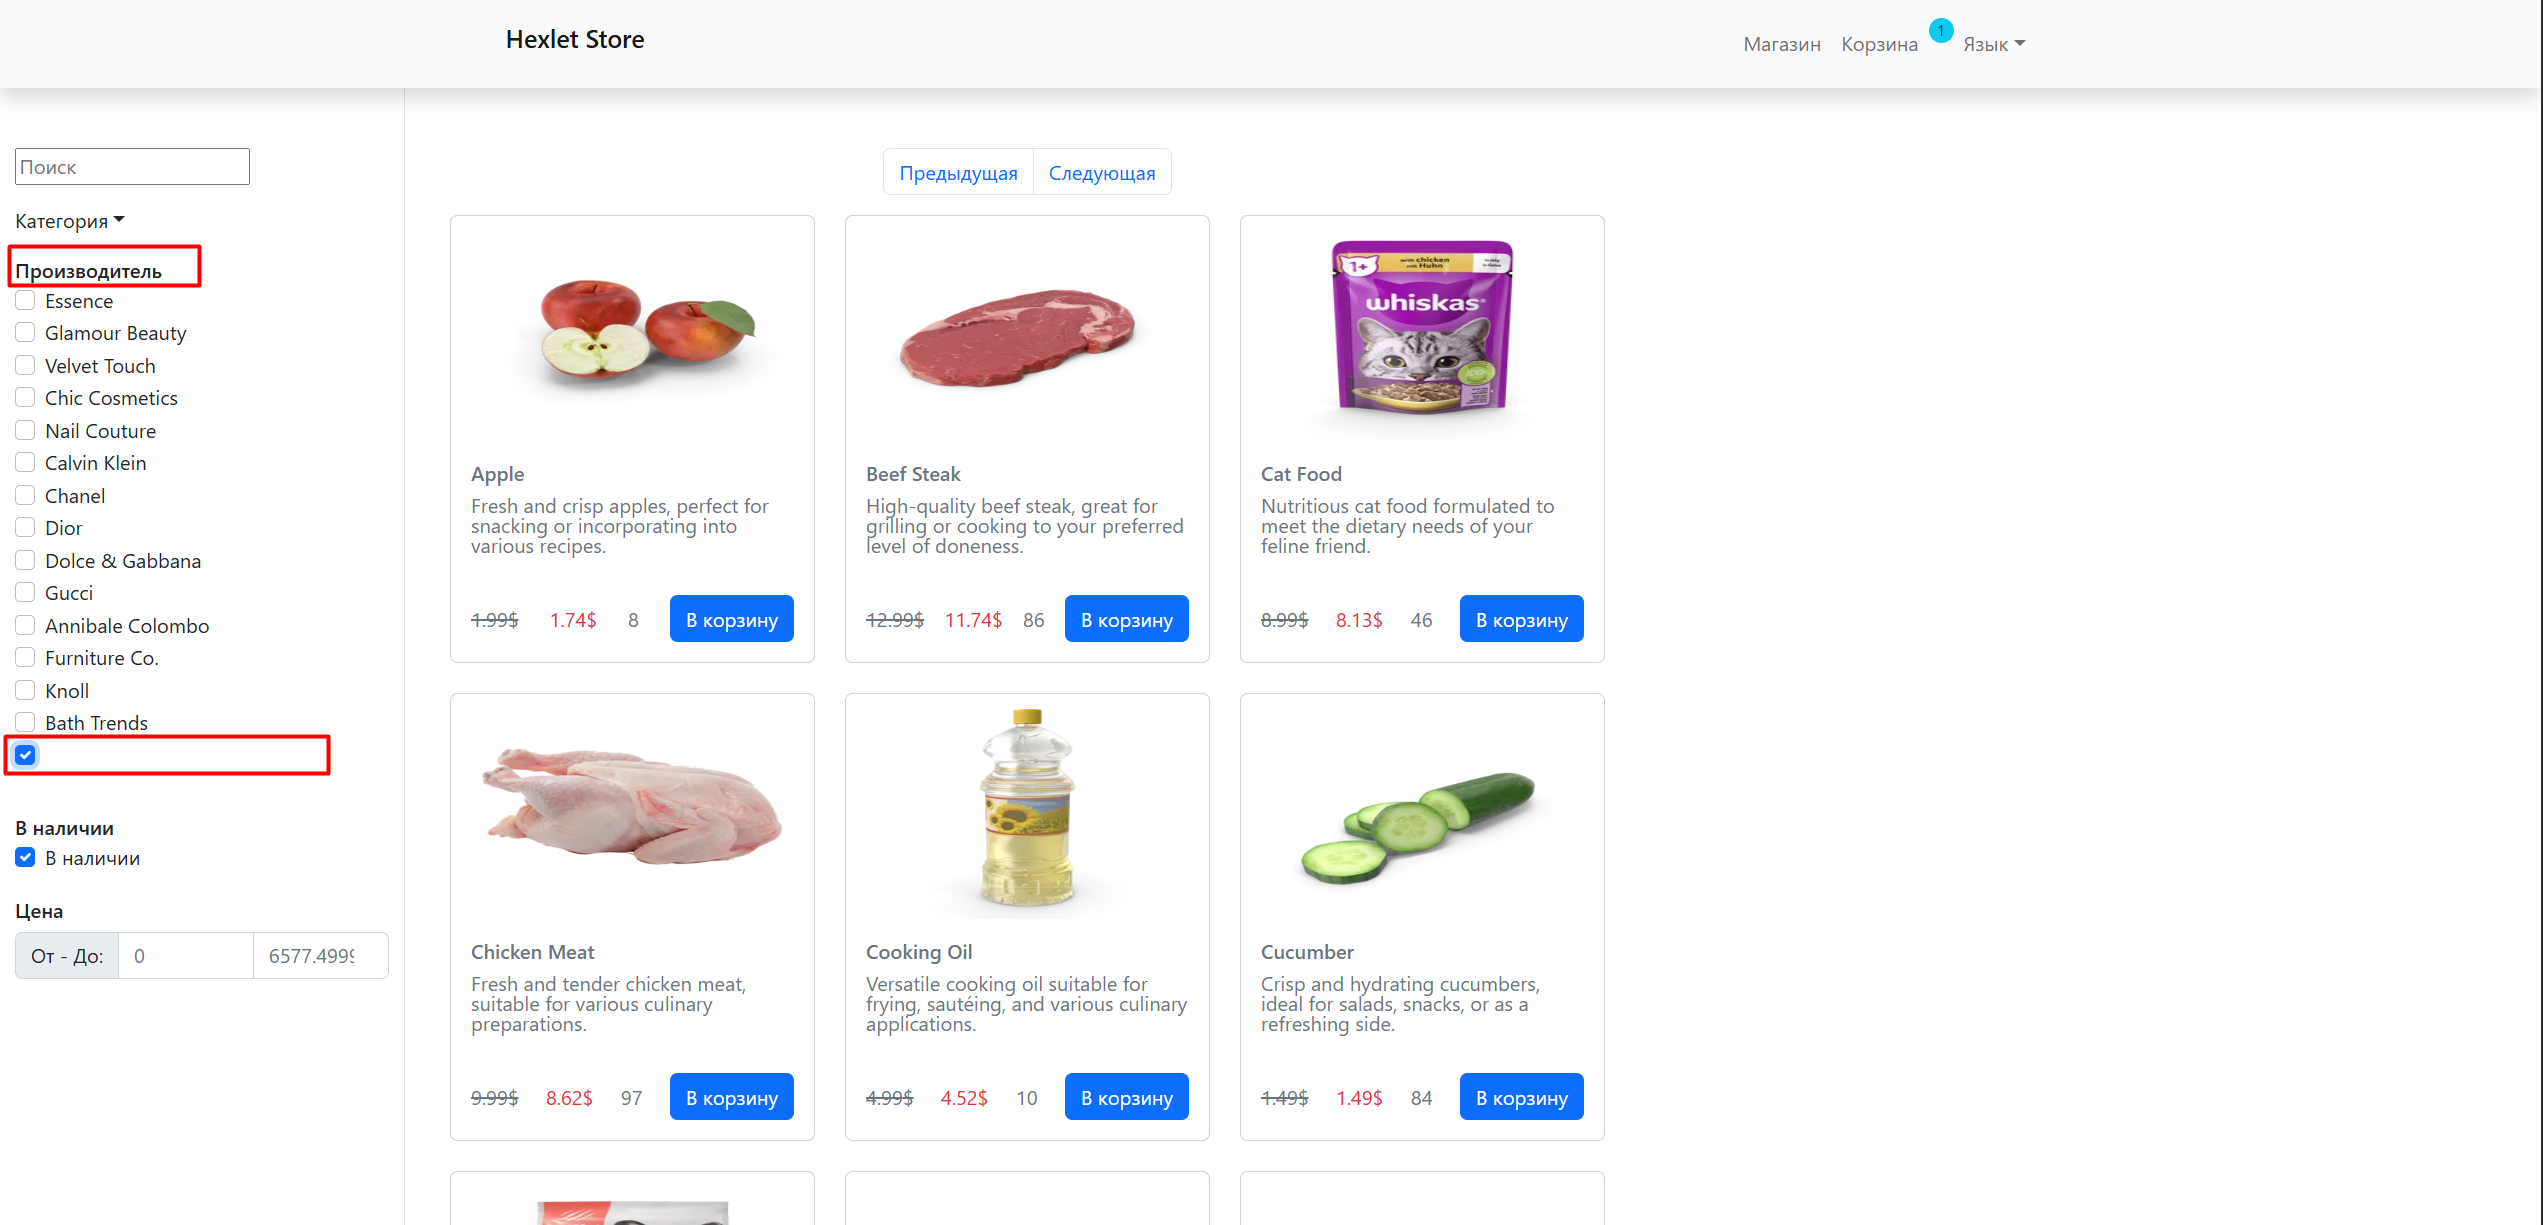 Hexlet Store
Магазин
Корзина
1
Язык
Поиск
Категория
Производитель
Essence
Glamour Beauty
Velvet Touch
Chic Cosmetics
Nail Couture
Calvin Klein
Chanel
Dior
Dolce & Gabbana
Gucci
Annibale Colombo
Furniture Co.
Knoll
Bath Trends
В наличии
В наличии
Цена
От - До:
0
6577.499
Предыдущая
Следующая
Apple
Fresh and crisp apples, perfect for
snacking or incorporating into
various recipes.
1.99$ 1.74$ 8 В корзину
1+
with chicken
mit Huhn
whiskas
100%
Beef Steak
High-quality beef steak, great for
grilling or cooking to your preferred
level of doneness.
12.99$ 11.74$ 86 В корзину
Cat Food
Nutritious cat food formulated to
meet the dietary needs of your
feline friend.
8.99$ 8.13$ 46 В корзину
Chicken Meat
Fresh and tender chicken meat,
suitable for various culinary
preparations.
9.99$ 8.62$ 97 В корзину
Cooking Oil
Versatile cooking oil suitable for
frying, sautéing, and various culinary
applications.
4.99$ 4.52$ 10 В корзину
Cucumber
Crisp and hydrating cucumbers,
ideal for salads, snacks, or as a
refreshing side.
1.49$ 1.49$ 84 В корзину